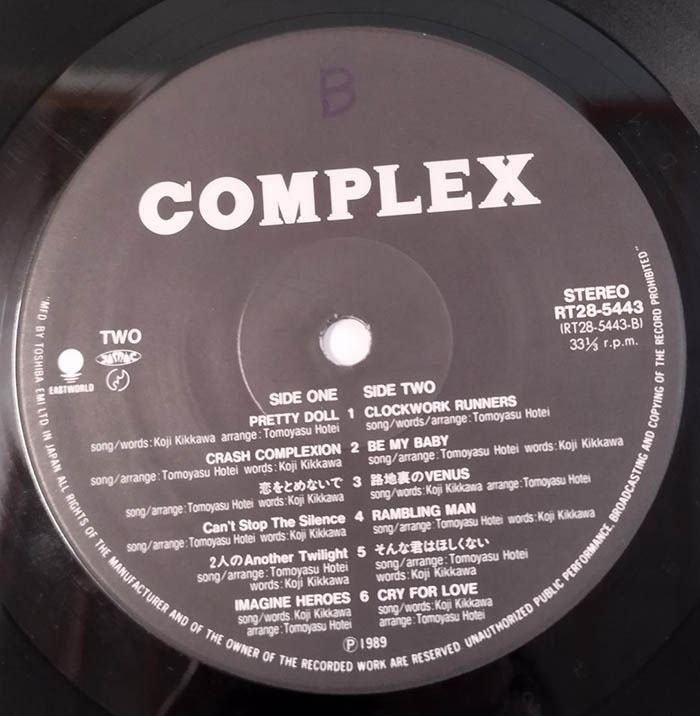 B
COMPLEX
STEREO
RT28-5443
(RT28-5443-B)
33⅓ r.p.m.
TWO
JASRAC
EASTWORLD
SIDE ONE
PRETTY DOLL 1
song/words:Koji Kikkawa arrange:Tomoyasu Hotei
CRASH COMPLEXION 2
song/arrange:Tomoyasu Hotei words:Koji Kikkawa
恋をとめないで 3
song/arrange:Tomoyasu Hotei words:Koji Kikkawa
Can't Stop The Silence 4
song/arrange:Tomoyasu Hotei words:Koji Kikkawa
2人のAnother Twilight 5
song/arrange:Tomoyasu Hotei
words:Koji Kikkawa
IMAGINE HEROES 6
song/words:Koji Kikkawa
arrange:Tomoyasu Hotei
SIDE TWO
CLOCKWORK RUNNERS
song/words/arrange:Tomoyasu Hotei
BE MY BABY
song/arrange:Tomoyasu Hotei words:Koji Kikkawa
路地裏のVENUS
song/words:Koji Kikkawa arrange:Tomoyasu Hotei
RAMBLING MAN
song/arrange:Tomoyasu Hotei words:Koji Kikkawa
そんな君はほしくない
song/arrange:Tomoyasu Hotei
words:Koji Kikkawa
CRY FOR LOVE
song/words:Koji Kikkawa
arrange:Tomoyasu Hotei
Ⓟ1989
"MFD BY TOSHIBA EMI LTD IN JAPAN ALL RIGHTS OF THE MANUFACTURER AND OF THE OWNER OF THE RECORDED WORK ARE RESERVED. UNAUTHORIZED PUBLIC PERFORMANCE, BROADCASTING AND COPYING OF THE RECORD PROHIBITED"